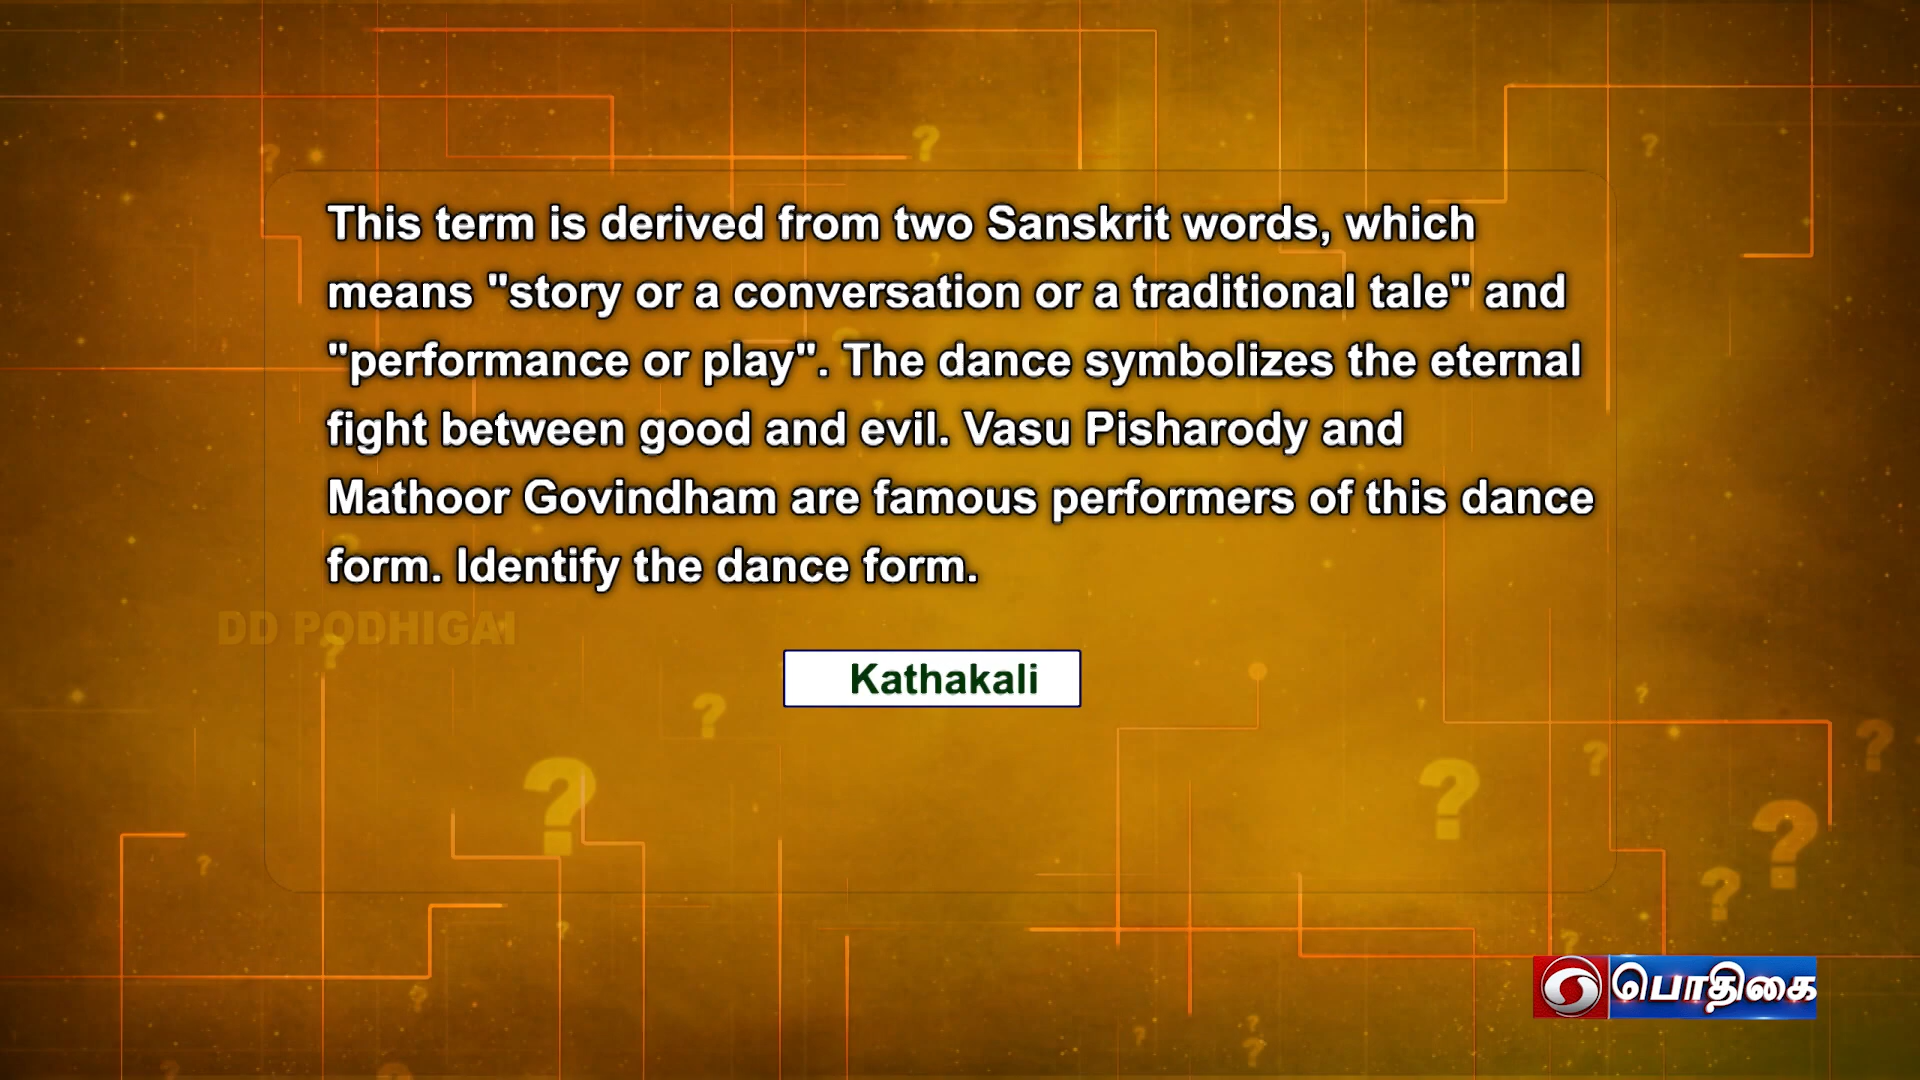 This term is derived from two Sanskrit words, which
means "story or a conversation or a traditional tale" and
"performance or play". The dance symbolizes the eternal
fight between good and evil. Vasu Pisharody and
Mathoor Govindham are famous performers of this dance
form. Identify the dance form.
DD PODHIGAI
Kathakali
பொதிகை